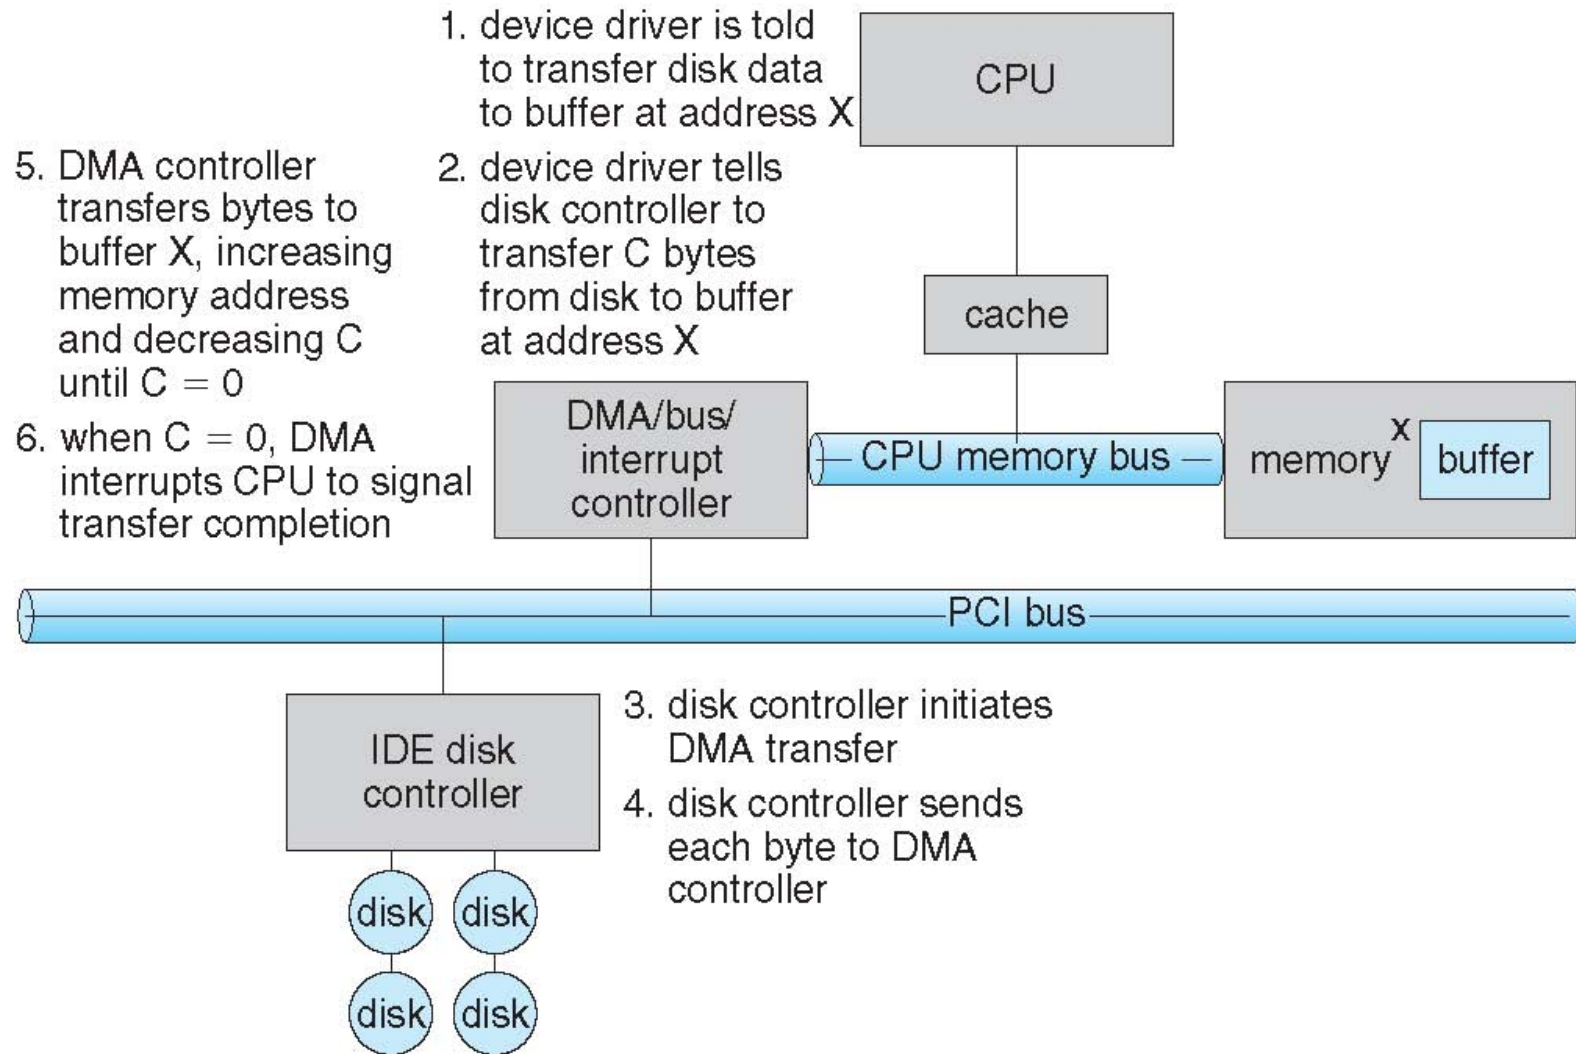 1. device driver is told
to transfer disk data
to buffer at address X
CPU
5. DMA controller
transfers bytes to
buffer X, increasing
memory address
and decreasing C
until C = 0
2. device driver tells
disk controller to
transfer C bytes
from disk to buffer
at address X
cache
6. when C = 0, DMA
interrupts CPU to signal
transfer completion
DMA/bus/
interrupt
controller
CPU memory bus
memory
X
buffer
PCI bus
IDE disk
controller
3. disk controller initiates
DMA transfer
4. disk controller sends
each byte to DMA
controller
disk
disk
disk
disk